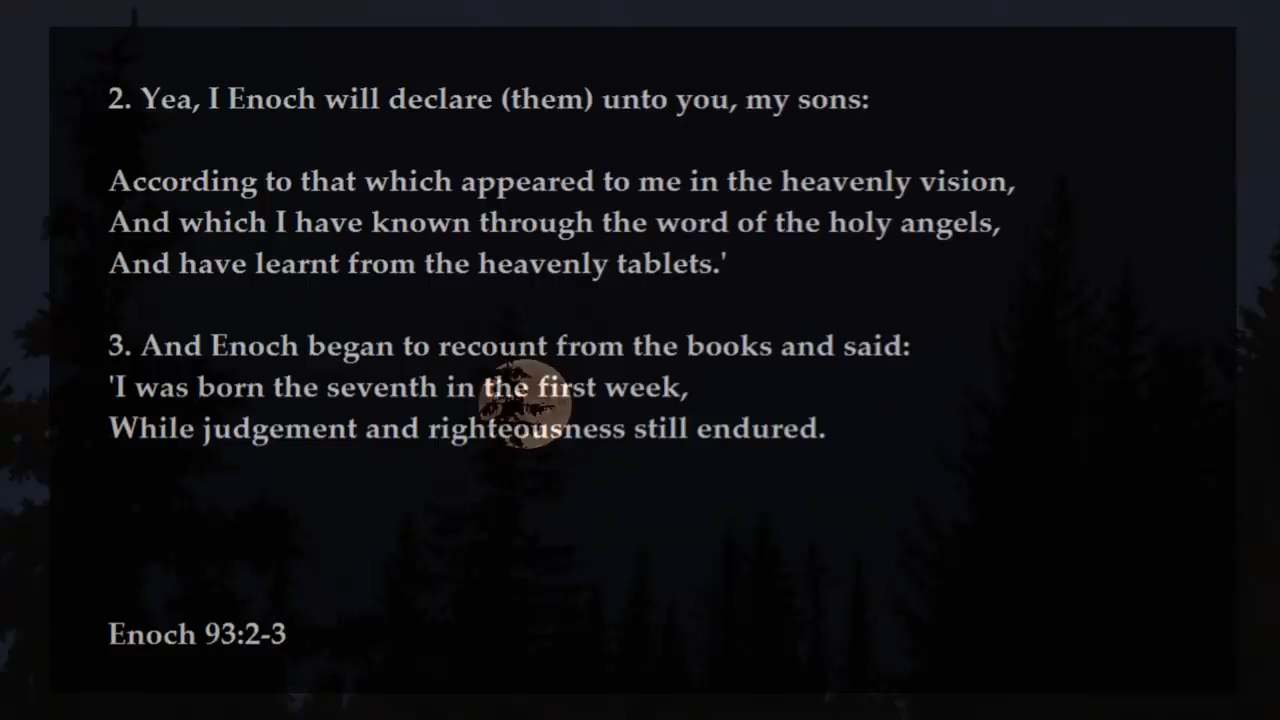 2. Yea, I Enoch will declare (them) unto you, my sons:
According to that which appeared to me in the heavenly vision,
And which I have known through the word of the holy angels,
And have learnt from the heavenly tablets.'
3. And Enoch began to recount from the books and said:
'I was born the seventh in the first week,
While judgement and righteousness still endured.
Enoch 93:2-3